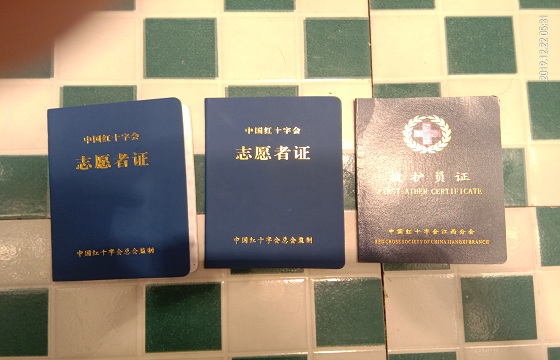 中国红十字会
志愿者证
中国红十字会总会监制
中国红十字会
志愿者证
中国红十字会总会监制
救护员证
FIRST-AIDER CERTIFICATE
中国红十字会江西分会
RED CROSS SOCIETY OF CHINA JIANGXI BRANCH
2019.12.22 05:31